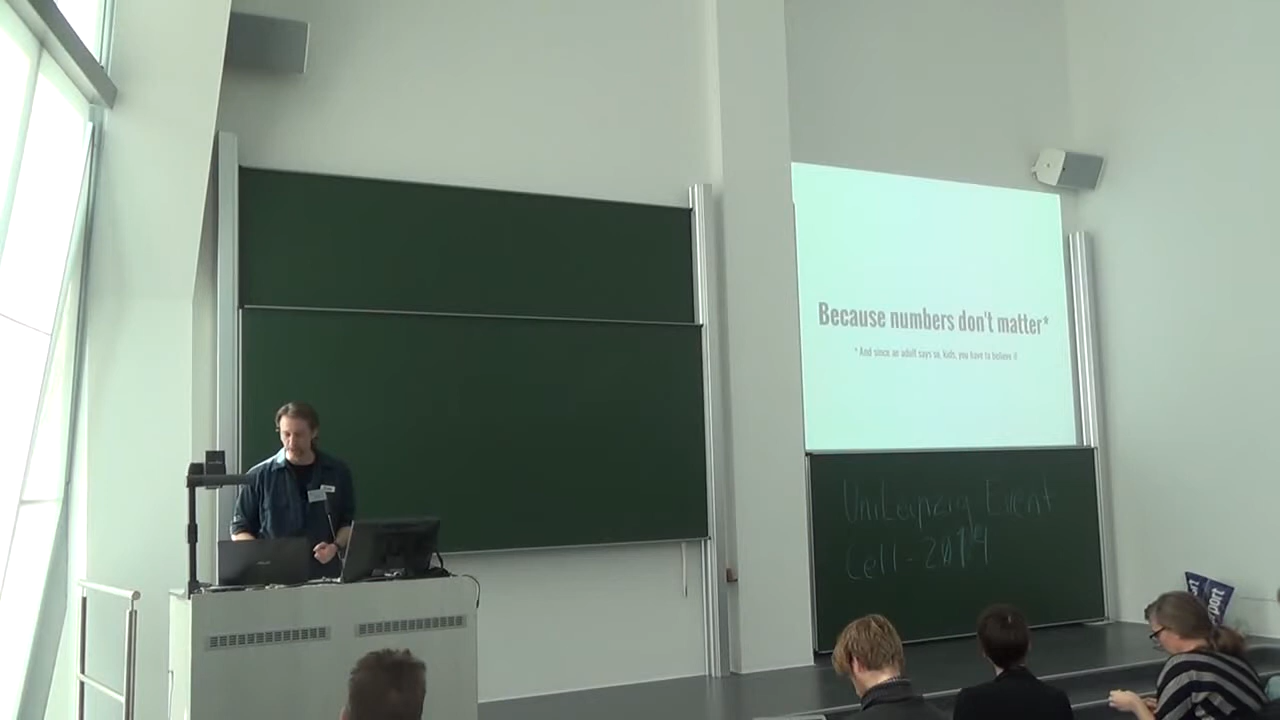 Because numbers don't matter*
* And since an adult says so, kids, you have to believe it
UniLeipzig Event
Cell - 2014
port